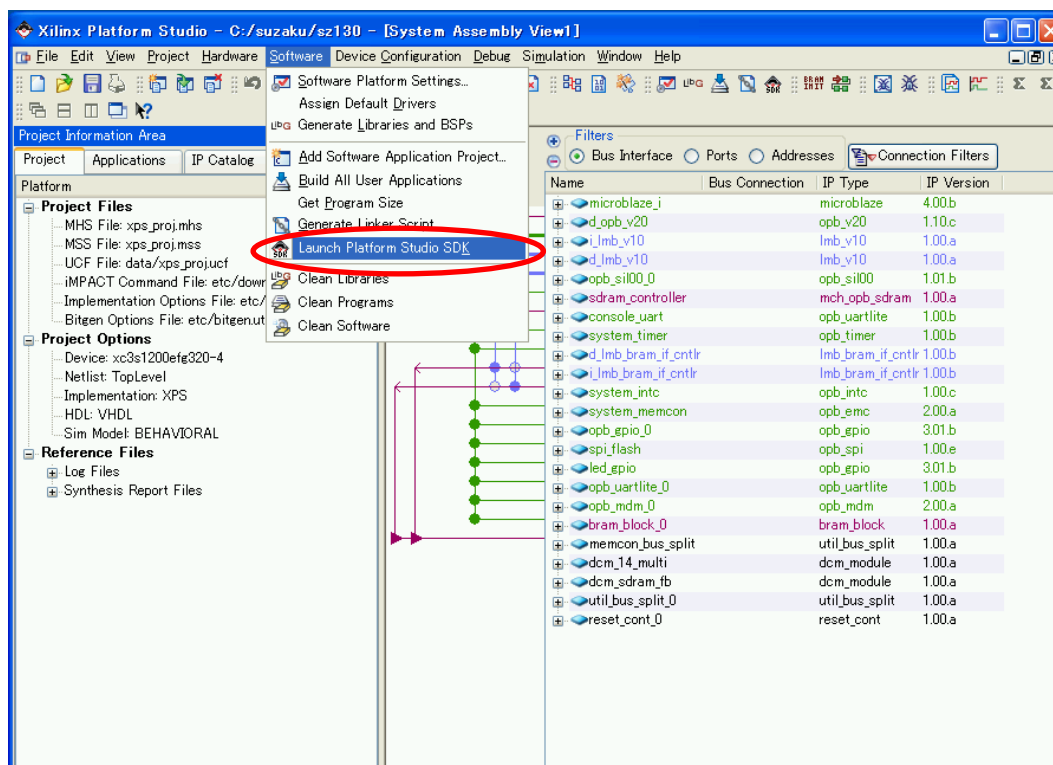 Xilinx Platform Studio - C:/suzaku/sz130 - [System Assembly View1]
File Edit View Project Hardware Software Device Configuration Debug Simulation Window Help
Software Platform Settings...
Assign Default Drivers
Generate Libraries and BSPs
Add Software Application Project...
Build All User Applications
Get Program Size
Generate Linker Script
Launch Platform Studio SDK
Clean Libraries
Clean Programs
Clean Software
Project Information Area
Project Applications IP Catalog
Platform
Project Files
MHS File: xps_proj.mhs
MSS File: xps_proj.mss
UCF File: data/xps_proj.ucf
iMPACT Command File: etc/down
Implementation Options File: etc/
Bitgen Options File: etc/bitgen.ut
Project Options
Device: xc3s1200efg320-4
Netlist: TopLevel
Implementation: XPS
HDL: VHDL
Sim Model: BEHAVIORAL
Reference Files
Log Files
Synthesis Report Files
Filters
Bus Interface Ports Addresses Connection Filters
Name Bus Connection IP Type IP Version
microblaze_i microblaze 4.00.b
d_opb_v20 opb_v20 1.10.c
i_lmb_v10 lmb_v10 1.00.a
d_lmb_v10 lmb_v10 1.00.a
opb_sil00_0 opb_sil00 1.01.b
sdram_controller mch_opb_sdram 1.00.a
console_uart opb_uartlite 1.00.b
system_timer opb_timer 1.00.b
d_lmb_bram_if_cntlr lmb_bram_if_cntlr 1.00.b
i_lmb_bram_if_cntlr lmb_bram_if_cntlr 1.00.b
system_intc opb_intc 1.00.c
system_memcon opb_emc 2.00.a
opb_gpio_0 opb_gpio 3.01.b
spi_flash opb_spi 1.00.e
led_gpio opb_gpio 3.01.b
opb_uartlite_0 opb_uartlite 1.00.b
opb_mdm_0 opb_mdm 2.00.a
bram_block_0 bram_block 1.00.a
memcon_bus_split util_bus_split 1.00.a
dcm_14_multi dcm_module 1.00.a
dcm_sdram_fb dcm_module 1.00.a
util_bus_split_0 util_bus_split 1.00.a
reset_cont_0 reset_cont 1.00.a